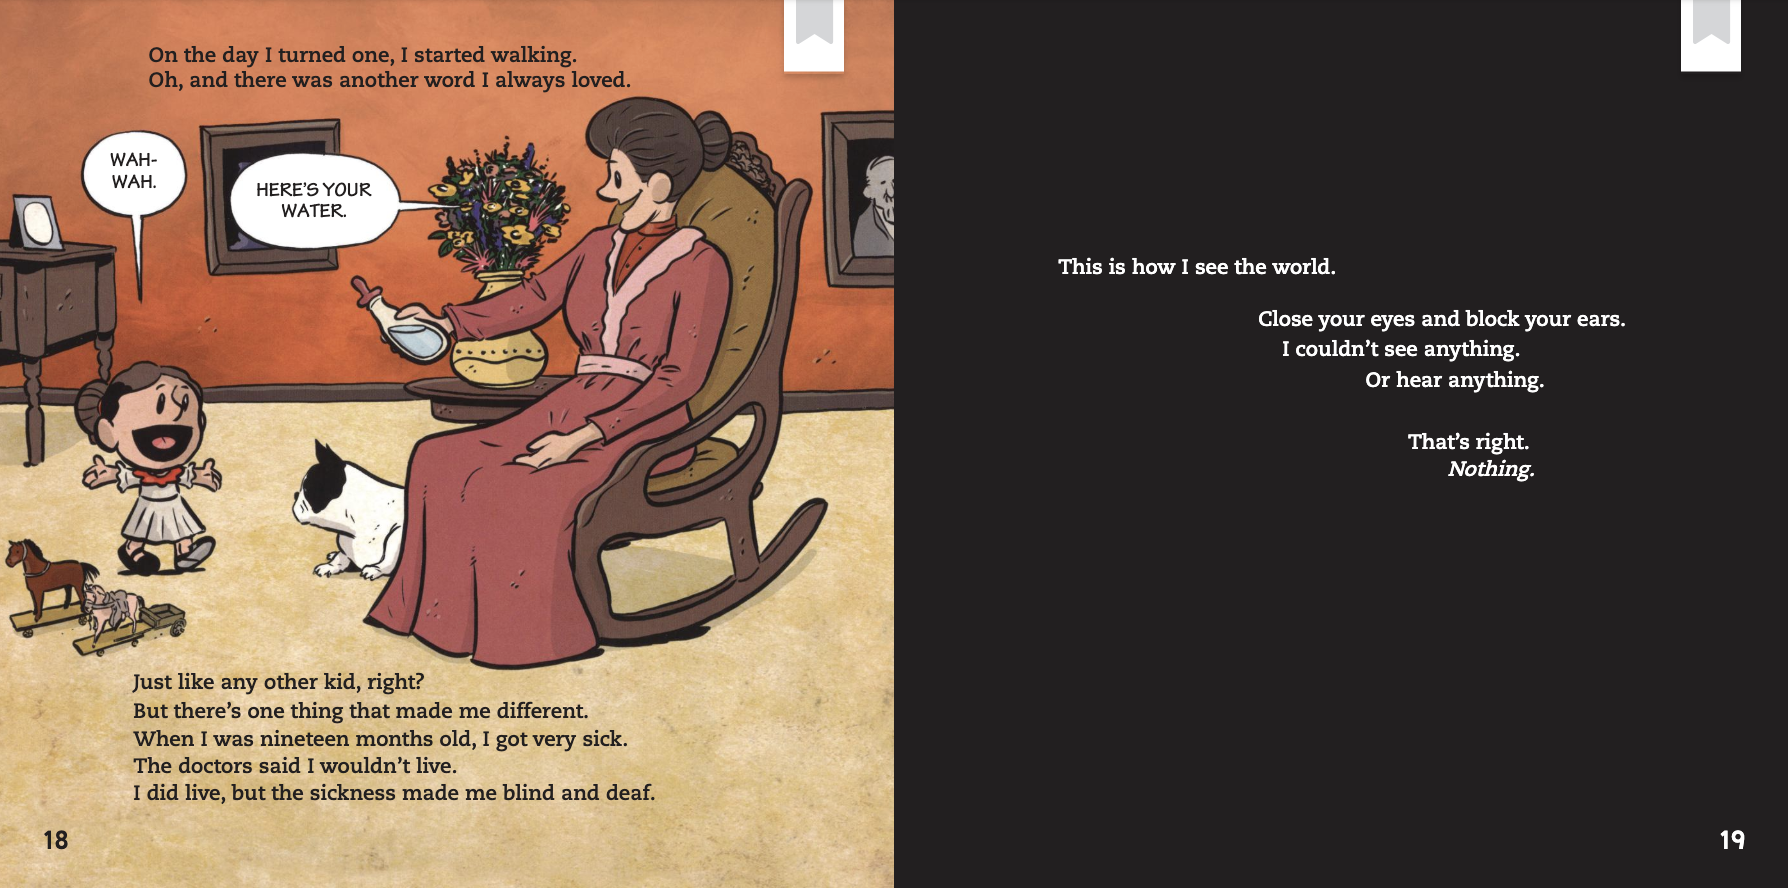 On the day I turned one, I started walking.
Oh, and there was another word I always loved.
WAH-
WAH.
HERE'S YOUR
WATER.
Just like any other kid, right?
But there's one thing that made me different.
When I was nineteen months old, I got very sick.
The doctors said I wouldn't live.
I did live, but the sickness made me blind and deaf.
18
This is how I see the world.
Close your eyes and block your ears.
I couldn't see anything.
Or hear anything.
That's right.
Nothing.
19